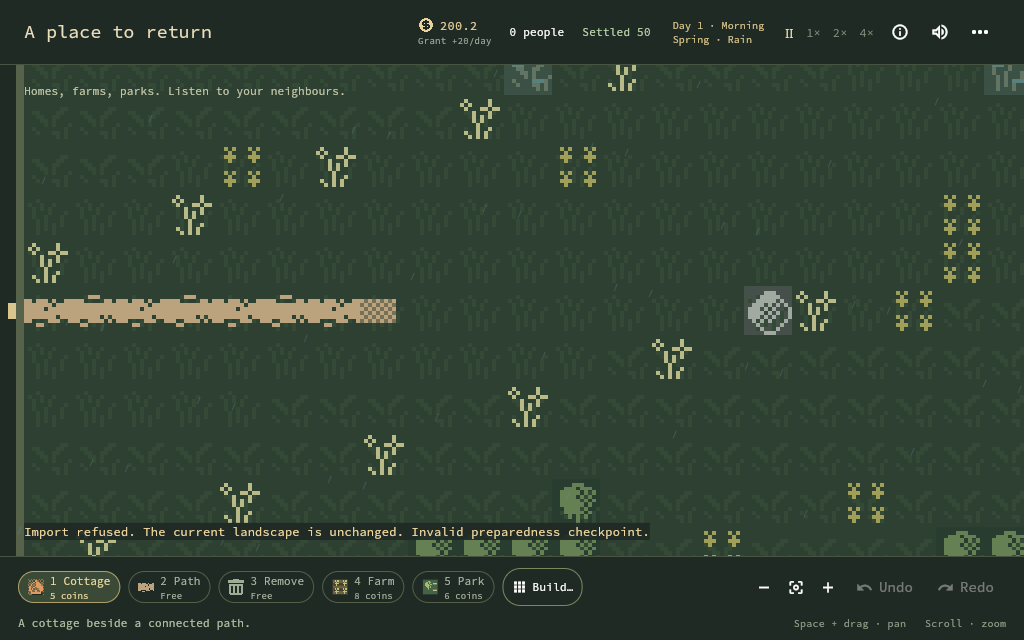 A place to return
200.2
Grant +20/day
0 people
Settled 50
Day 1 · Morning
Spring · Rain
II 1× 2× 4×
Homes, farms, parks. Listen to your neighbours.
Import refused. The current landscape is unchanged. Invalid preparedness checkpoint.
1 Cottage
5 coins
2 Path
Free
3 Remove
Free
4 Farm
8 coins
5 Park
6 coins
Build…
Undo
Redo
A cottage beside a connected path.
Space + drag · pan
Scroll · zoom